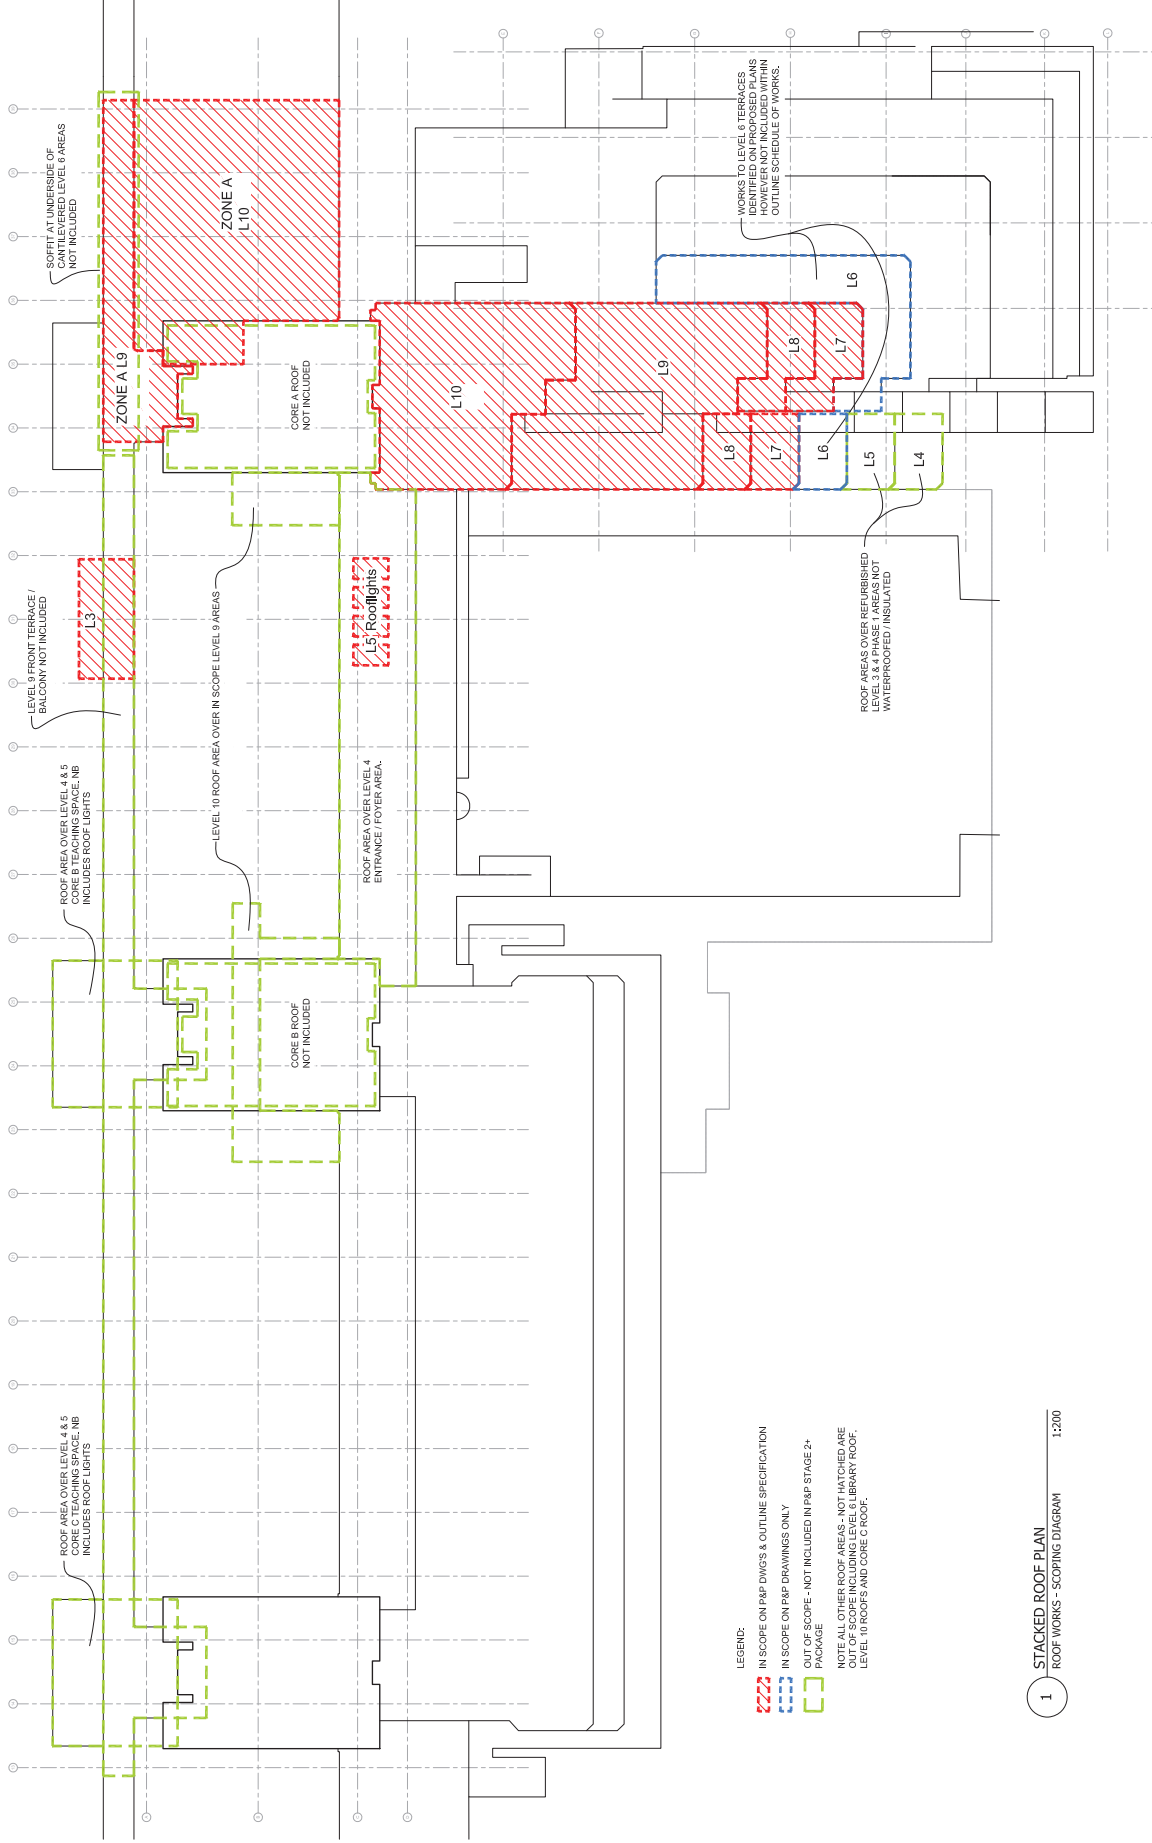 SOFFIT AT UNDERSIDE OF
CANTILEVERED LEVEL 6 AREAS
NOT INCLUDED
ZONE A
L10
ZONE A L9
CORE A ROOF
NOT INCLUDED
L10
L9
L8
L7
L6
L8
L7
L6
L5
L4
WORKS TO LEVEL 6 TERRACES
IDENTIFIED ON PROPOSED PLANS
HOWEVER NOT INCLUDED WITHIN
OUTLINE SCHEDULE OF WORKS.
ROOF AREAS OVER REFURBISHED
LEVEL 3 & 4 PHASE 1 AREAS NOT
WATERPROOFED / INSULATED
LEVEL 9 FRONT TERRACE /
BALCONY NOT INCLUDED
L3
L5 Rooflights
LEVEL 10 ROOF AREA OVER IN SCOPE LEVEL 9 AREAS
ROOF AREA OVER LEVEL 4
ENTRANCE / FOYER AREA.
ROOF AREA OVER LEVEL 4 & 5
CORE B TEACHING SPACE. NB
INCLUDES ROOF LIGHTS
CORE B ROOF
NOT INCLUDED
ROOF AREA OVER LEVEL 4 & 5
CORE C TEACHING SPACE. NB
INCLUDES ROOF LIGHTS
LEGEND:
IN SCOPE ON P&P DWG'S & OUTLINE SPECIFICATION
IN SCOPE ON P&P DRAWINGS ONLY
OUT OF SCOPE - NOT INCLUDED IN P&P STAGE 2+
PACKAGE
NOTE ALL OTHER ROOF AREAS - NOT HATCHED ARE
OUT OF SCOPE INCLUDING LEVEL 6 LIBRARY ROOF,
LEVEL 10 ROOFS AND CORE C ROOF.
1
STACKED ROOF PLAN
ROOF WORKS - SCOPING DIAGRAM 1:200